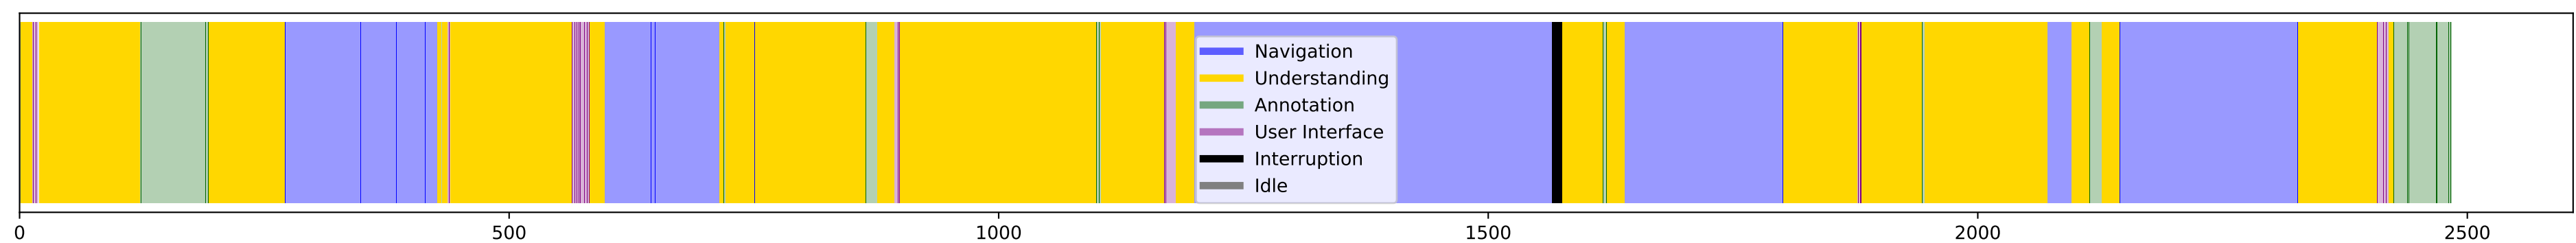 Navigation
Understanding
Annotation
User Interface
Interruption
Idle
0 500 1000 1500 2000 2500